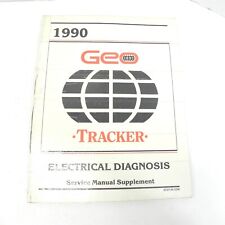 1990
Geo
·TRACKER·
ELECTRICAL DIAGNOSIS
Service Manual Supplement